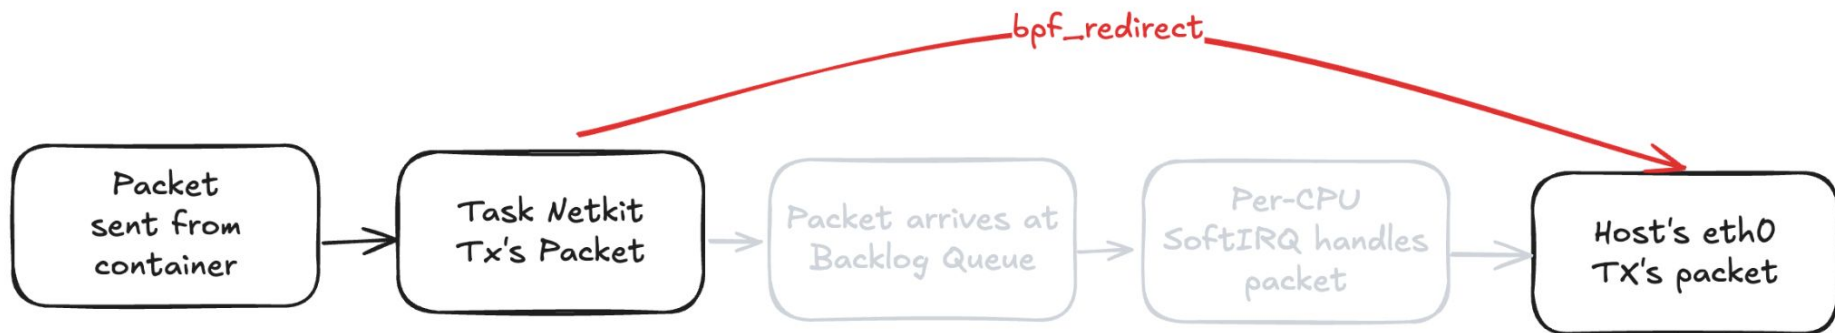 bpf_redirect
Packet
sent from
container
Task Netkit
Tx's Packet
Packet arrives at
Backlog Queue
Per-CPU
SoftIRQ handles
packet
Host's eth0
TX's packet